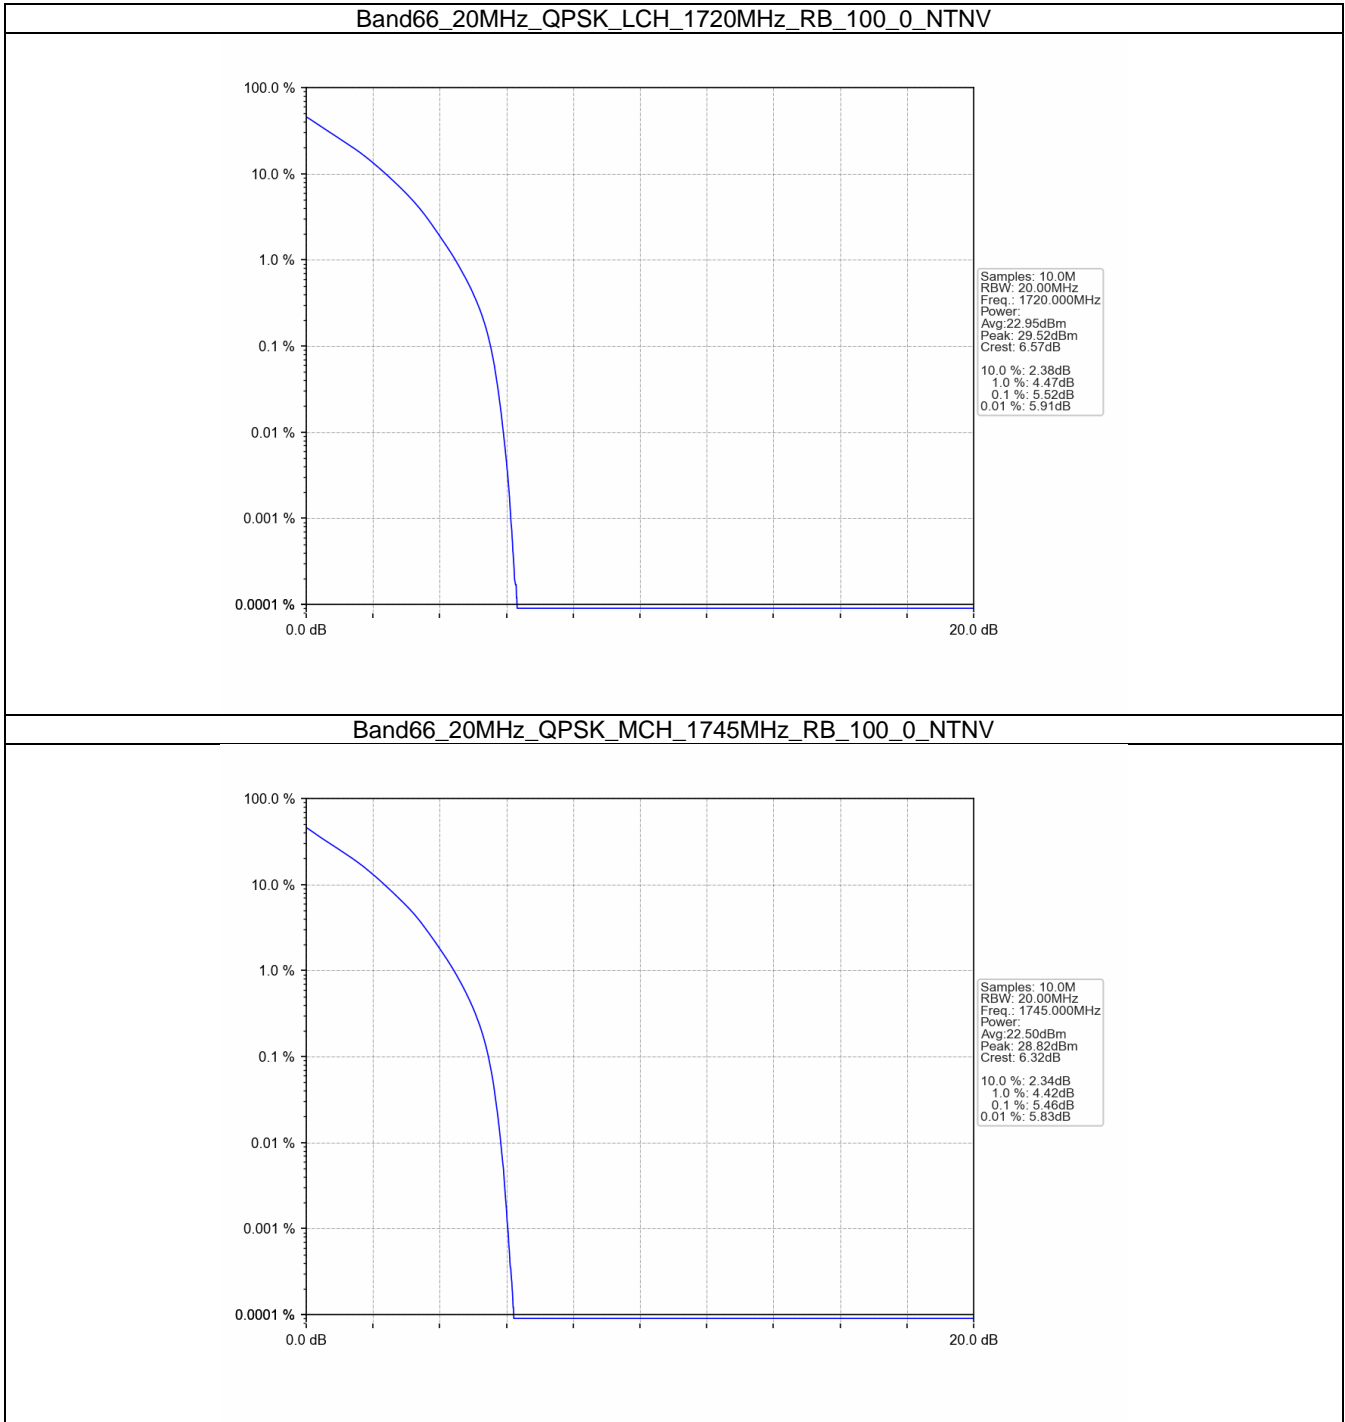 Band66_20MHz_QPSK_LCH_1720MHz_RB_100_0_NTNV
100.0 %
10.0 %
1.0 %
0.1 %
0.01 %
0.001 %
0.0001 %
0.0 dB
20.0 dB
Samples: 10.0M
RBW: 20.00MHz
Freq.: 1720.000MHz
Power:
Avg:22.95dBm
Peak: 29.52dBm
Crest: 6.57dB
10.0 %: 2.38dB
1.0 %: 4.47dB
0.1 %: 5.52dB
0.01 %: 5.91dB
Band66_20MHz_QPSK_MCH_1745MHz_RB_100_0_NTNV
100.0 %
10.0 %
1.0 %
0.1 %
0.01 %
0.001 %
0.0001 %
0.0 dB
20.0 dB
Samples: 10.0M
RBW: 20.00MHz
Freq.: 1745.000MHz
Power:
Avg:22.50dBm
Peak: 28.82dBm
Crest: 6.32dB
10.0 %: 2.34dB
1.0 %: 4.42dB
0.1 %: 5.46dB
0.01 %: 5.83dB